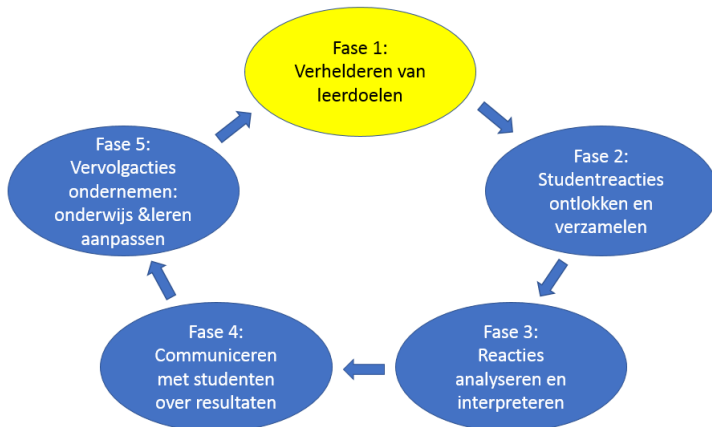 Fase 1:
Verhelderen van
leerdoelen
Fase 2:
Studentreacties
ontlokken en
verzamelen
Fase 3:
Reacties
analyseren en
interpreteren
Fase 4:
Communiceren
met studenten
over resultaten
Fase 5:
Vervolgacties
ondernemen:
onderwijs &leren
aanpassen